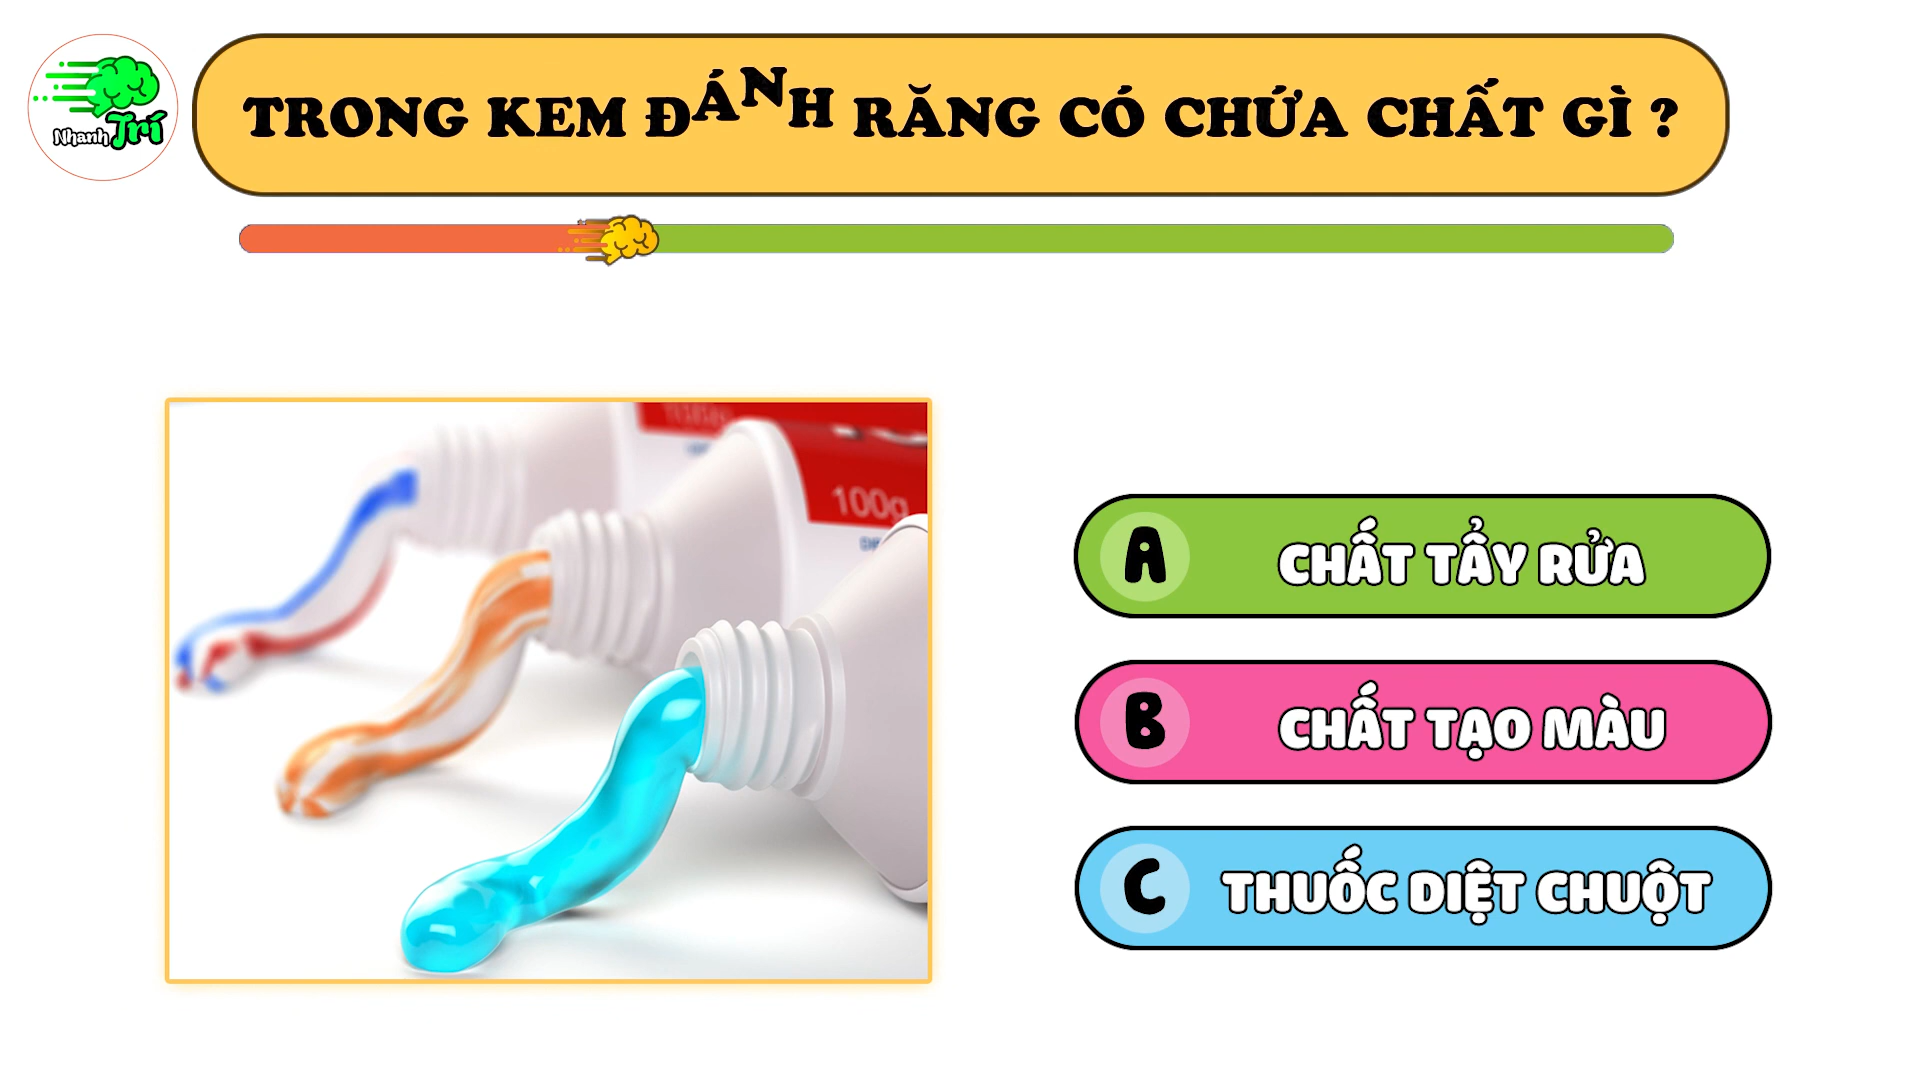 Nhanh Trí
TRONG KEM ĐÁNH RĂNG CÓ CHỨA CHẤT GÌ ?
100g
A CHẤT TẨY RỬA
B CHẤT TẠO MÀU
C THUỐC DIỆT CHUỘT